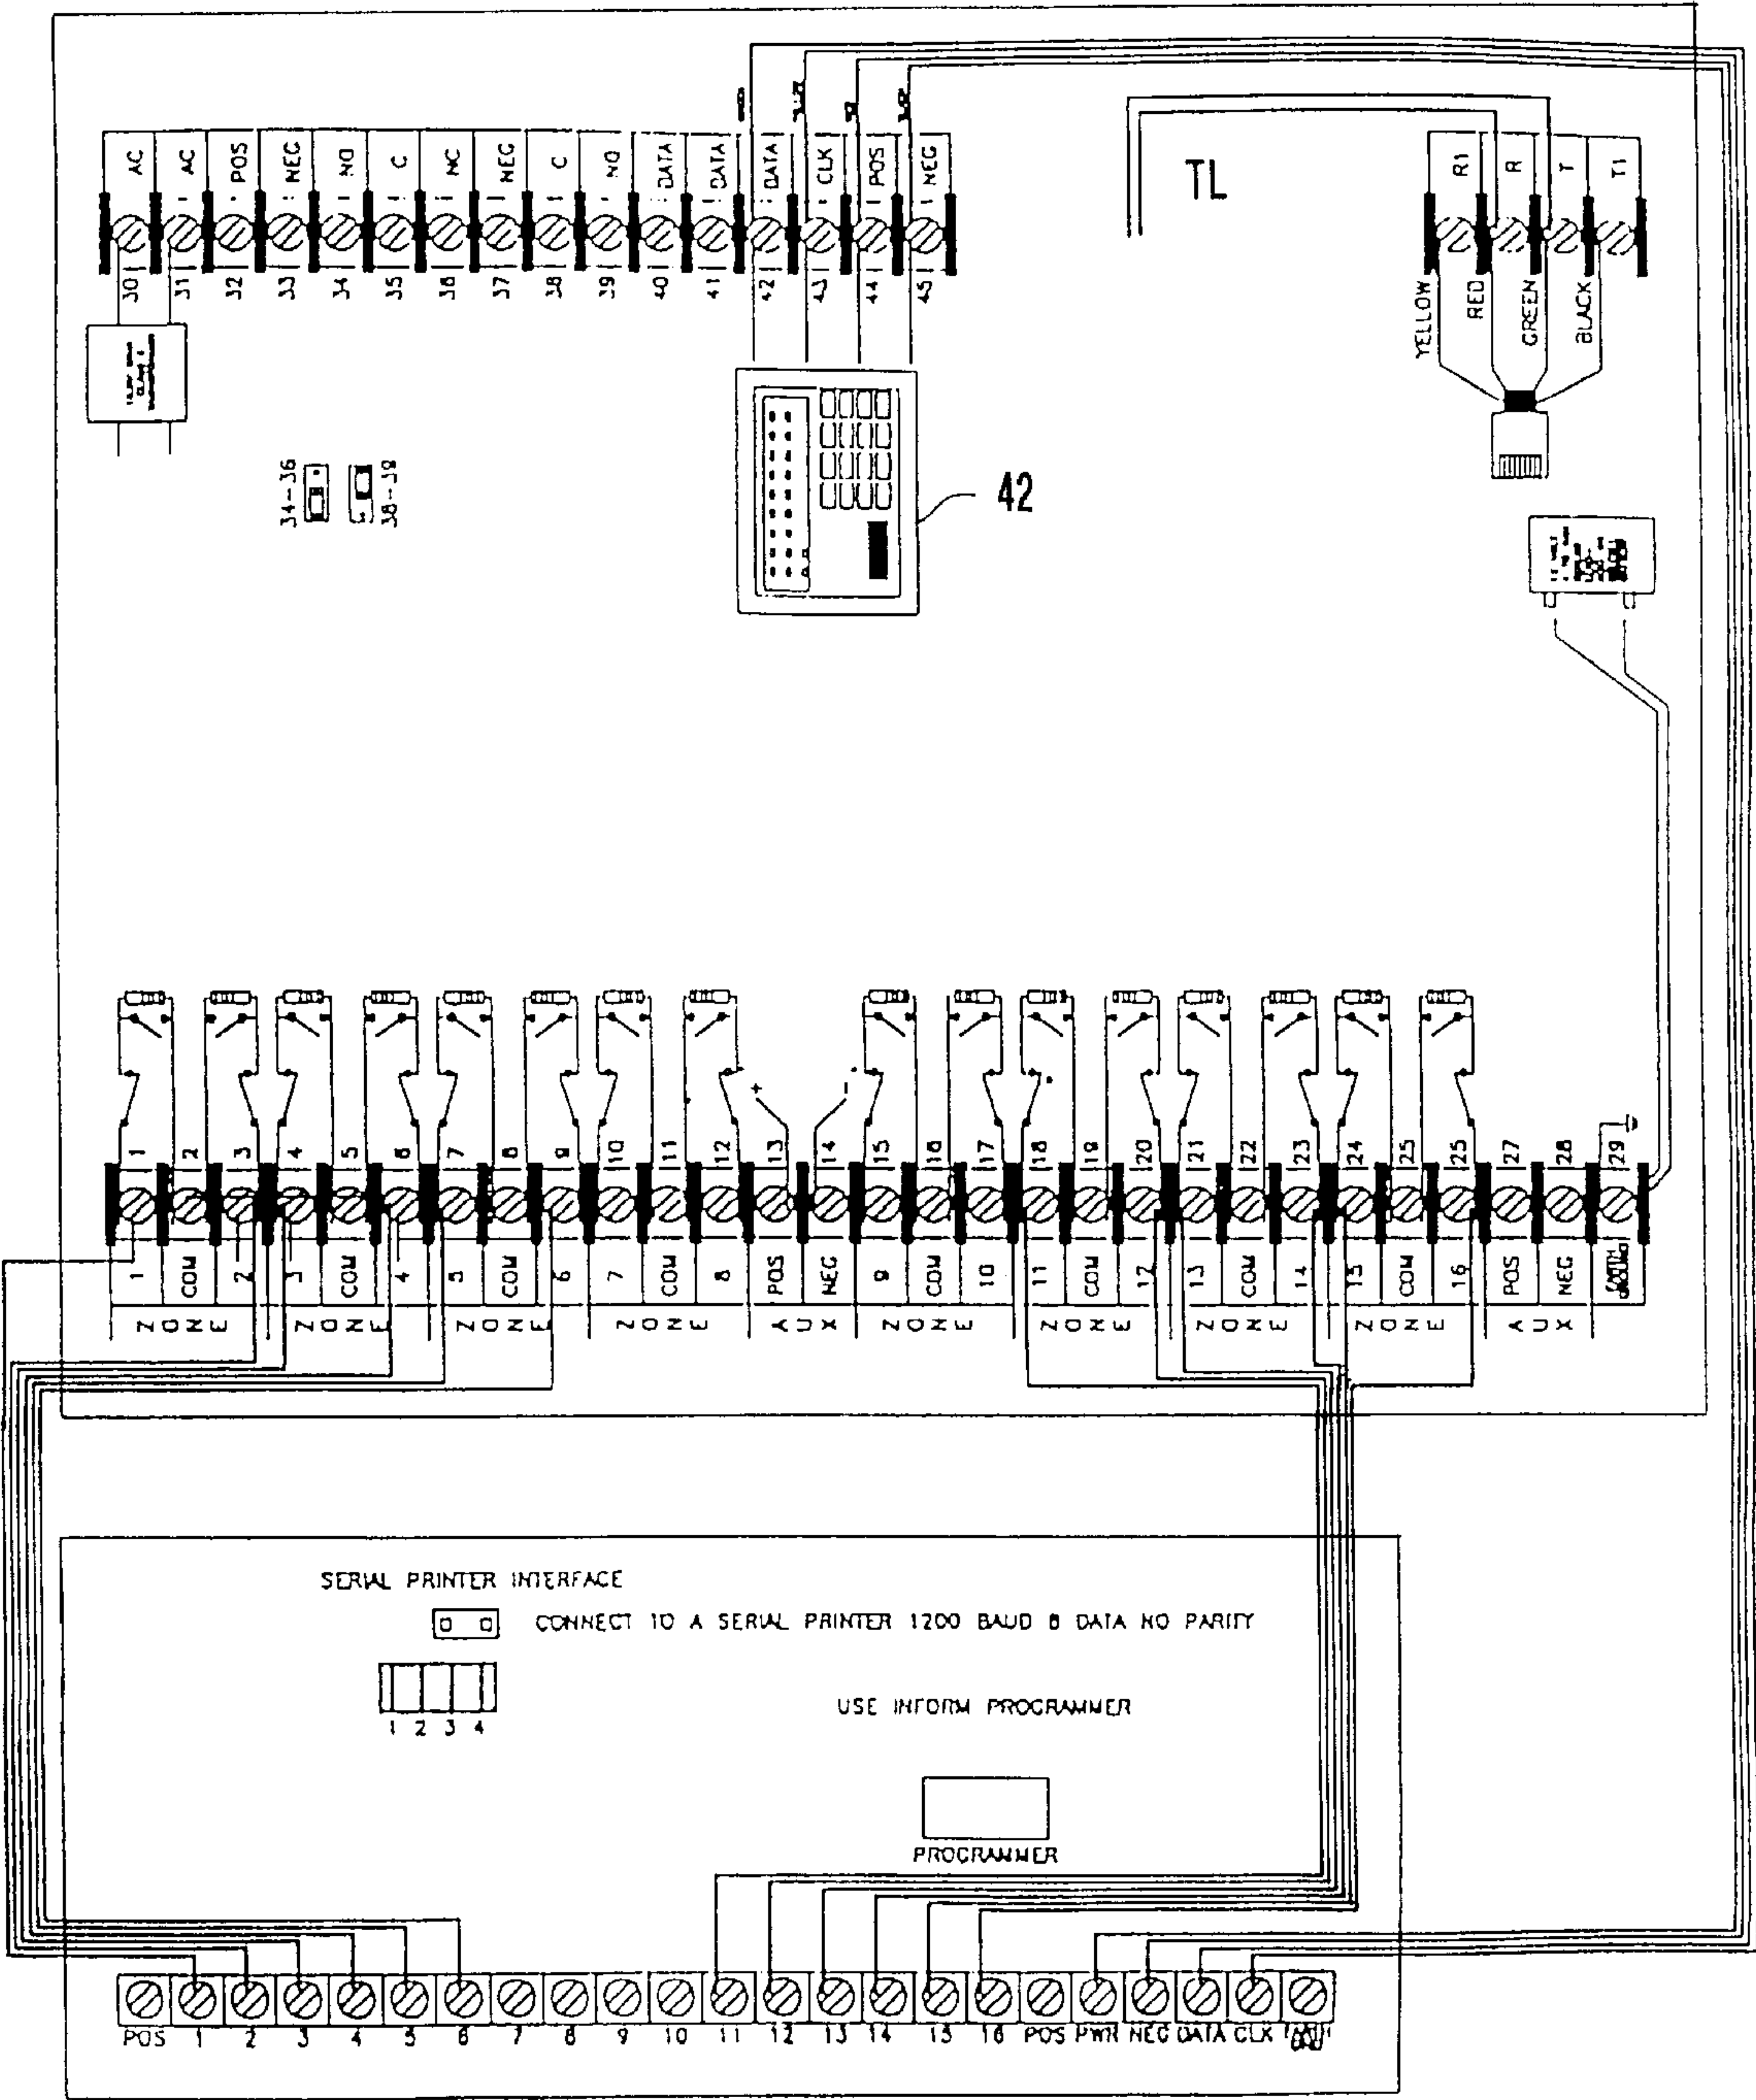 AC AC POS NEG NO C NC NEG C NO DATA DATA DATA CLK POS NEG
30 31 32 33 34 35 36 37 38 39 40 41 42 43 44 45
TL
R1 R T T1
YELLOW RED GREEN BLACK
34-36
38-39
42
1 2 3 4 5 6 7 8 9 10 11 12 13 14 15 16 17 18 19 20 21 22 23 24 25 25 27 28 29
+ -
1 COM 2 3 COM 4 5 COM 6 7 COM 8 POS NEG 9 COM 10 11 COM 12 13 COM 14 15 COM 16 POS NEG EARTH GROUND
ZONE ZONE ZONE ZONE AUX ZONE ZONE ZONE ZONE AUX
SERIAL PRINTER INTERFACE
CONNECT TO A SERIAL PRINTER 1200 BAUD 8 DATA NO PARITY
1 2 3 4
USE INFORM PROGRAMMER
PROGRAMMER
POS 1 2 3 4 5 6 7 8 9 10 11 12 13 14 15 16 POS PWR NEG DATA CLK